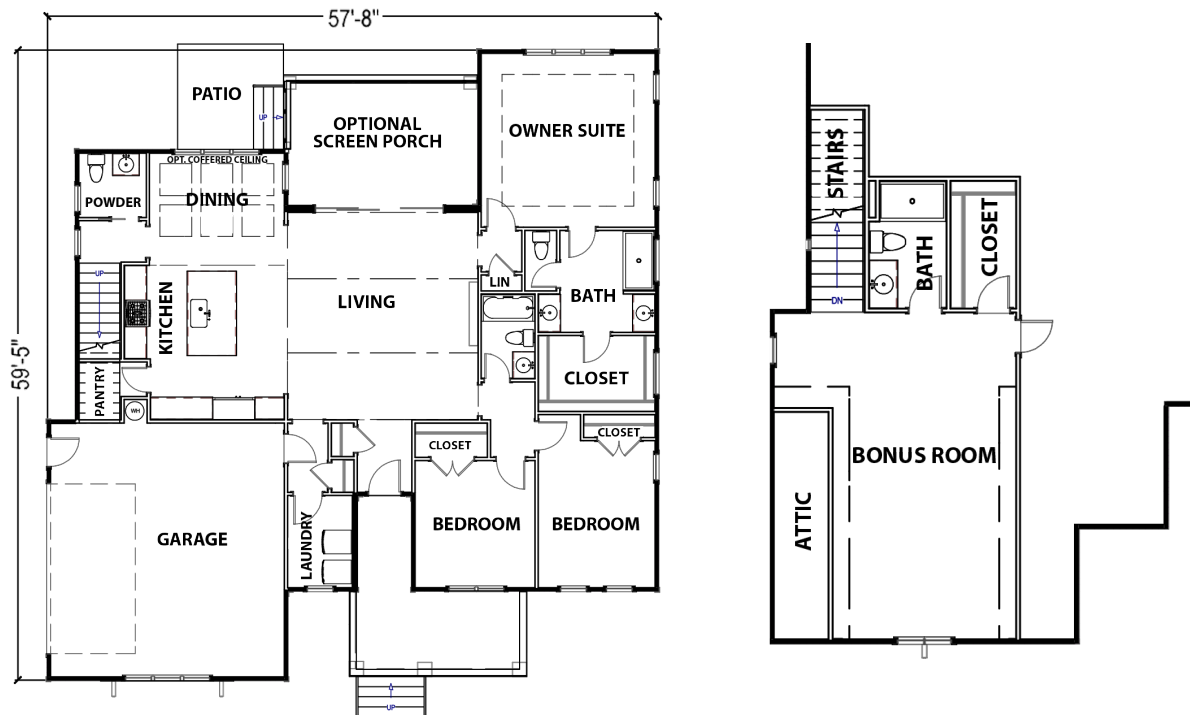 57'-8"
59'-5"
PATIO
UP
OPTIONAL
SCREEN PORCH
OWNER SUITE
OPT. COFFERED CEILING
POWDER
DINING
UP
KITCHEN
LIVING
LIN
BATH
PANTRY
WH
CLOSET
CLOSET
CLOSET
GARAGE
LAUNDRY
BEDROOM
BEDROOM
UP
STAIRS
DN
BATH
CLOSET
BONUS ROOM
ATTIC